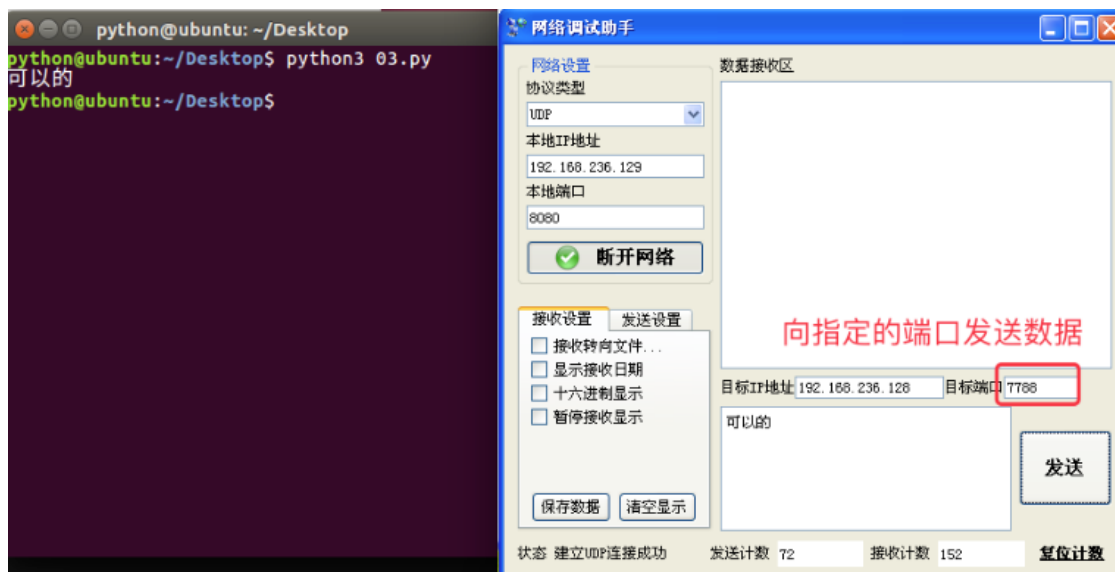 python@ubuntu: ~/Desktop
python@ubuntu:~/Desktop$ python3 03.py
可以的
python@ubuntu:~/Desktop$
网络调试助手
网络设置
协议类型
UDP
本地IP地址
192.168.236.129
本地端口
8080
断开网络
接收设置 发送设置
接收转向文件...
显示接收日期
十六进制显示
暂停接收显示
保存数据 清空显示
数据接收区
向指定的端口发送数据
目标IP地址 192.168.236.128 目标端口 7788
可以的
发送
状态 建立UDP连接成功 发送计数 72 接收计数 152 复位计数